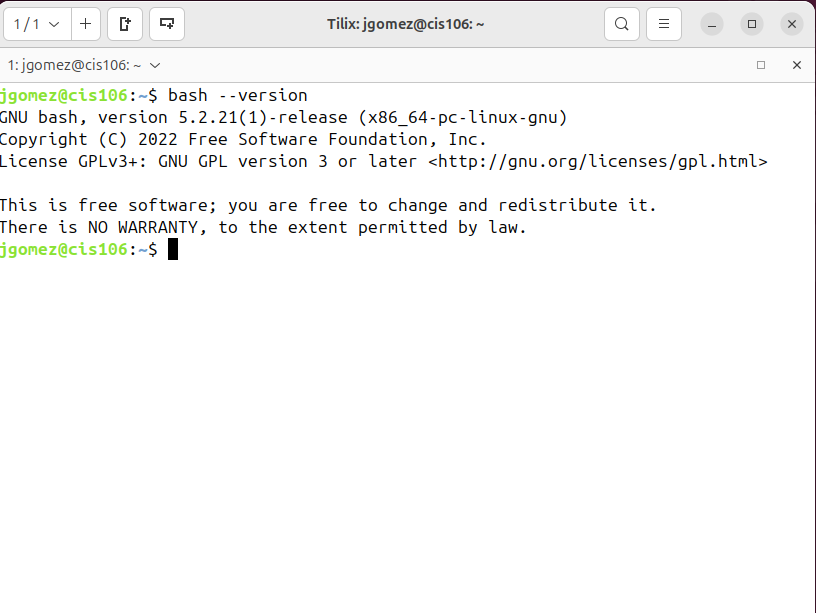 1 / 1
Tilix: jgomez@cis106: ~
1: jgomez@cis106: ~
jgomez@cis106:~$ bash --version
GNU bash, version 5.2.21(1)-release (x86_64-pc-linux-gnu)
Copyright (C) 2022 Free Software Foundation, Inc.
License GPLv3+: GNU GPL version 3 or later <http://gnu.org/licenses/gpl.html>

This is free software; you are free to change and redistribute it.
There is NO WARRANTY, to the extent permitted by law.
jgomez@cis106:~$